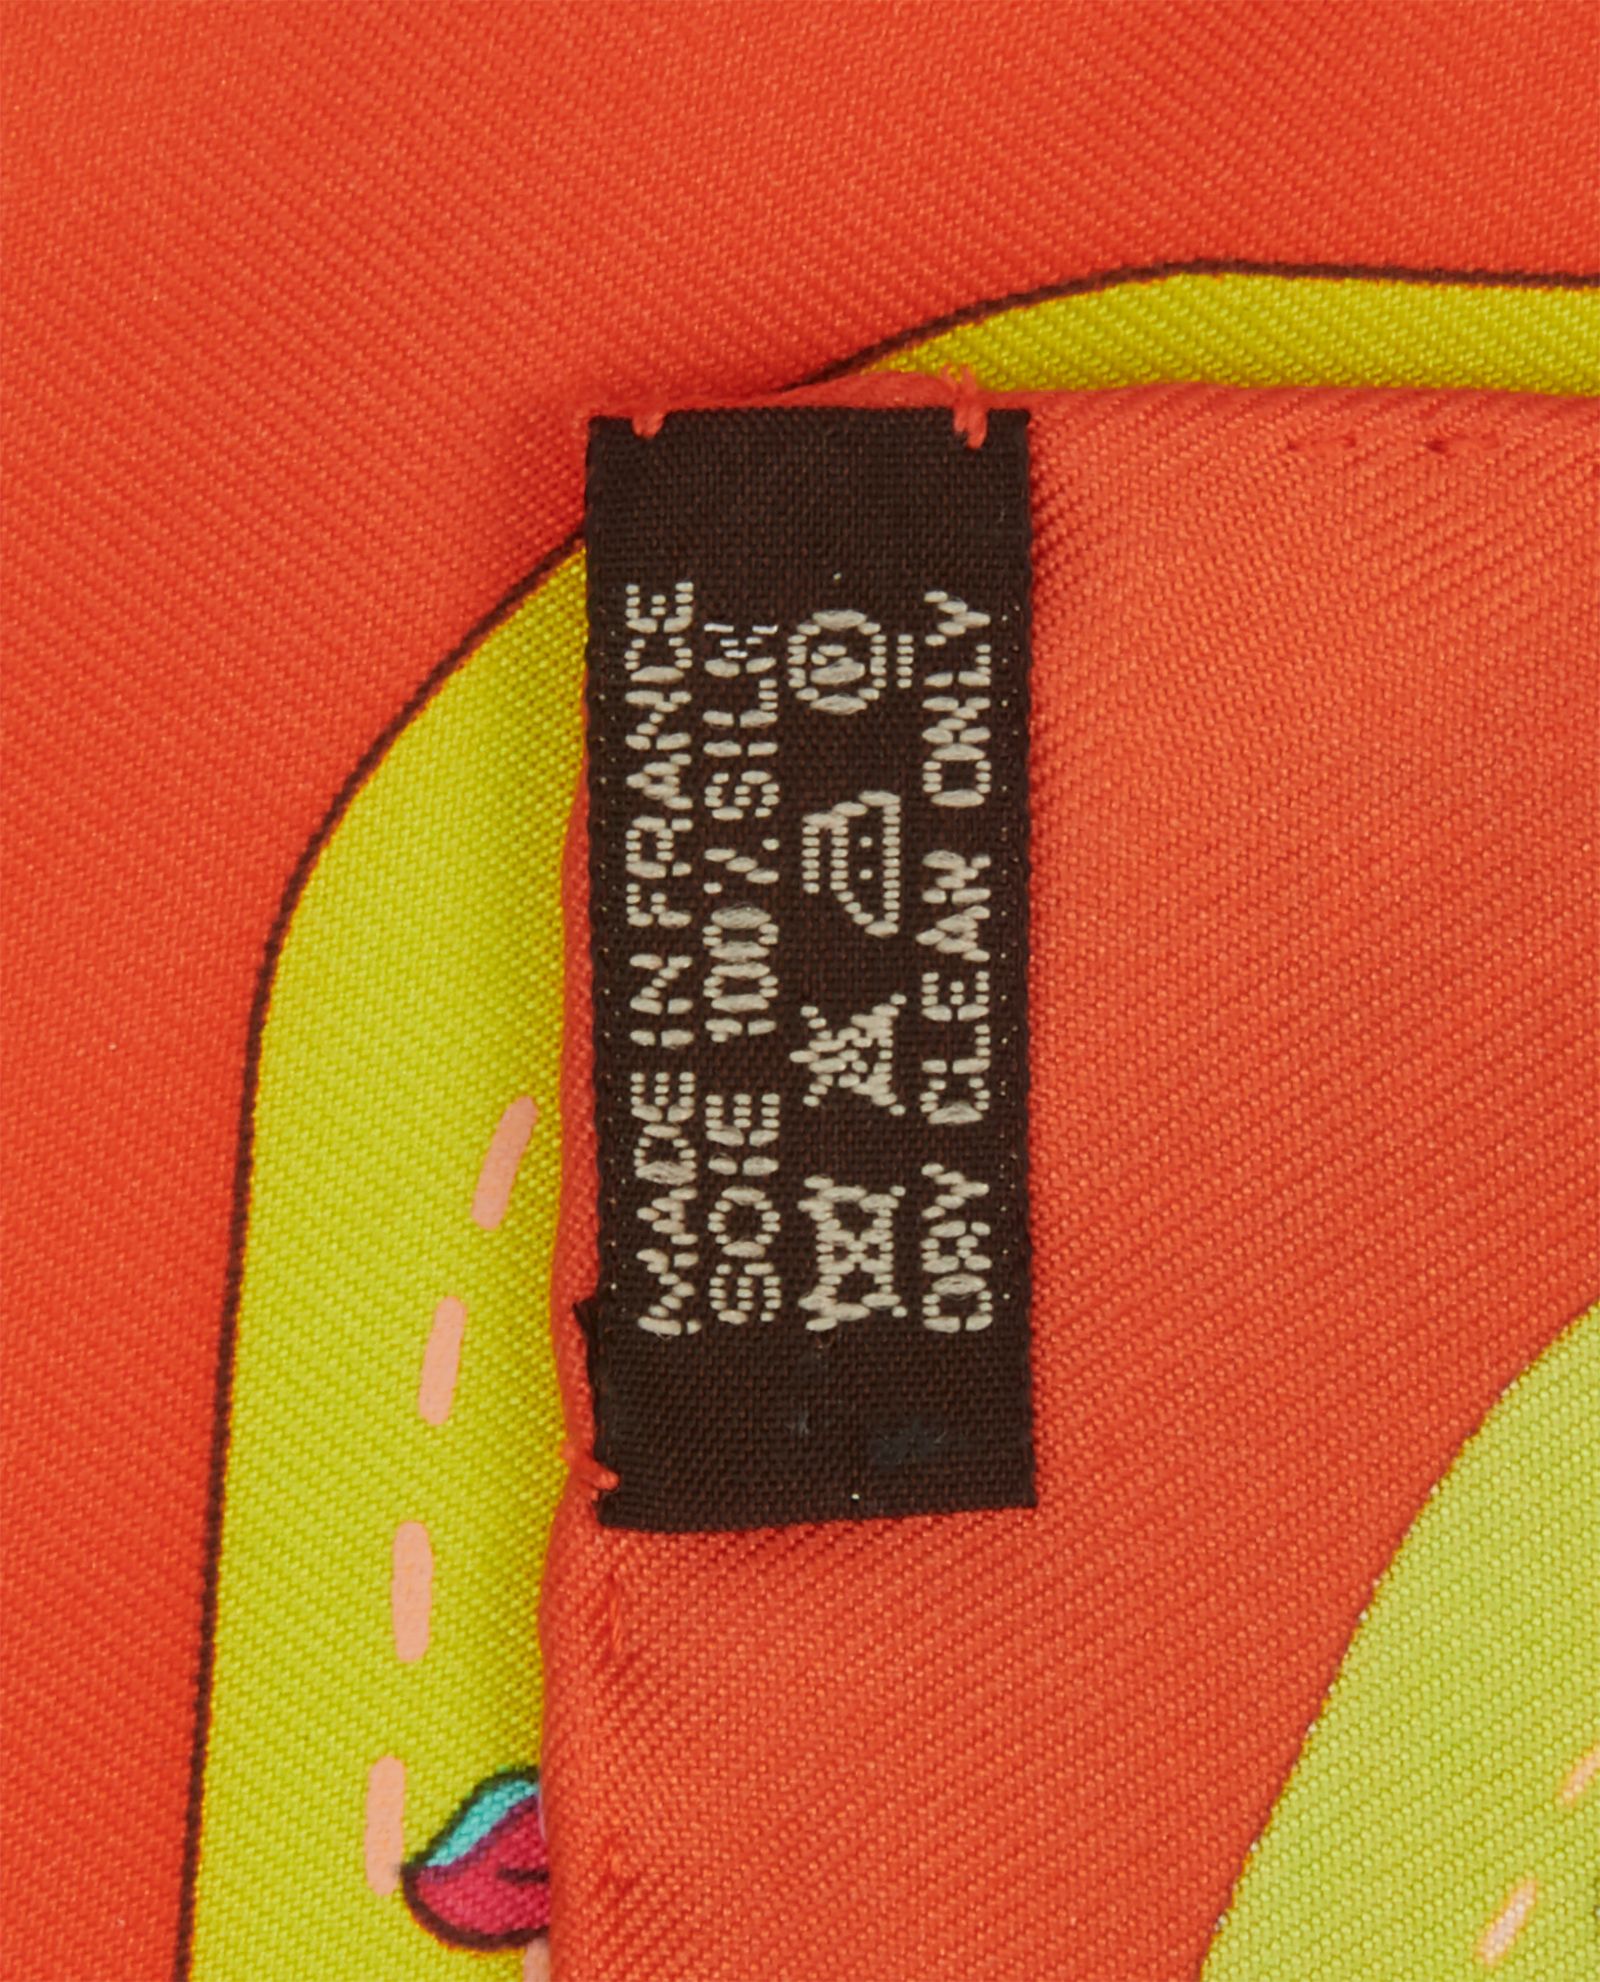 MADE IN FRANCE
SOIE 100% SILK
P
DRY CLEAN ONLY